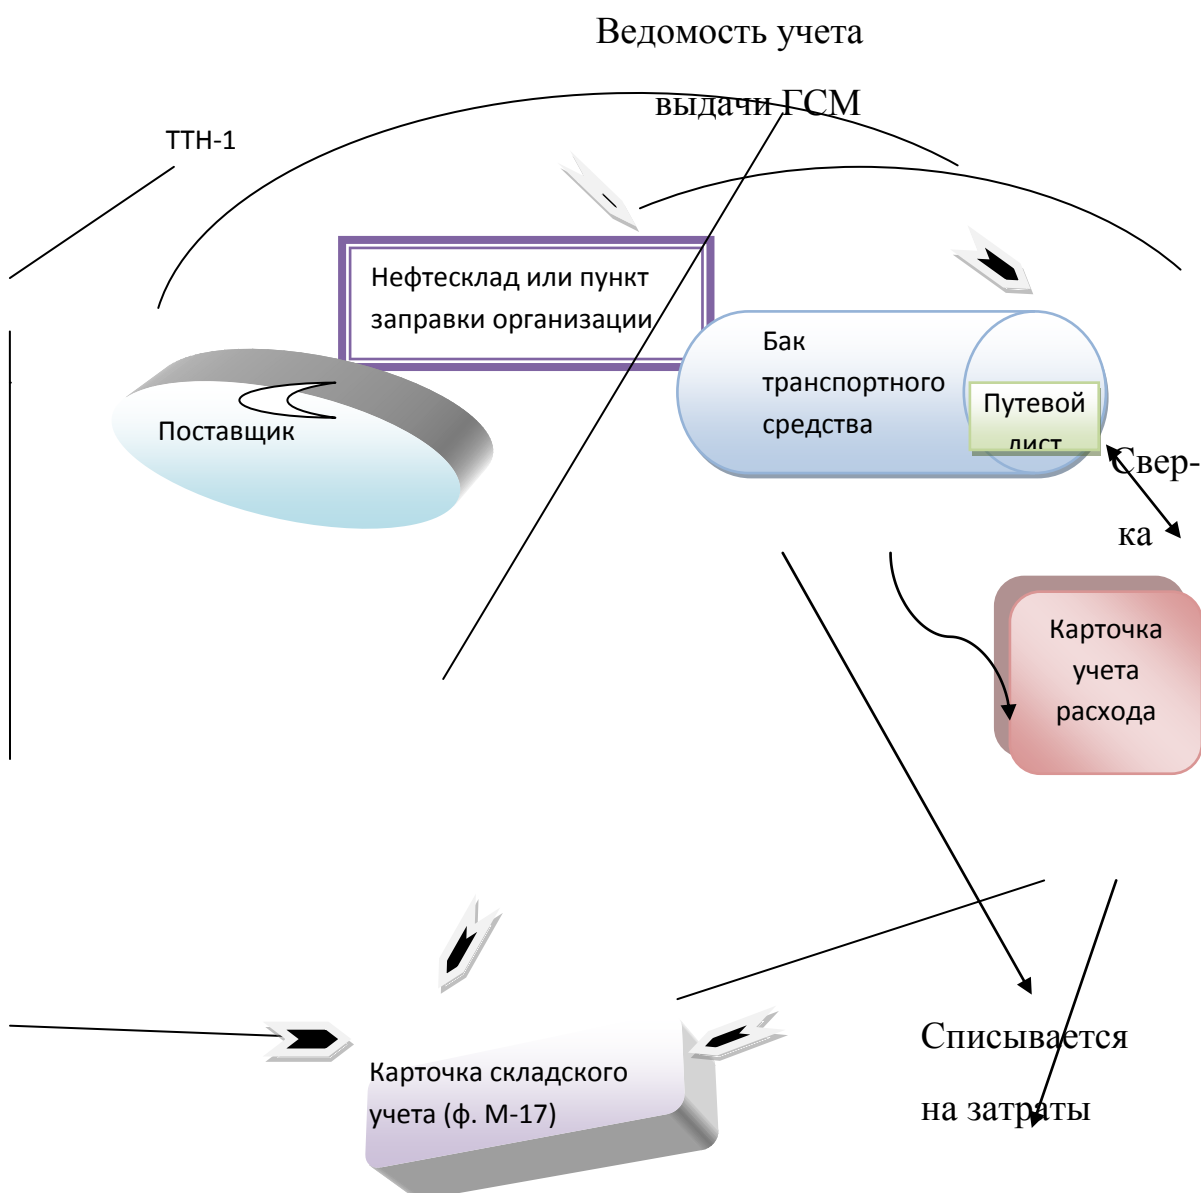 Ведомость учета
выдачи ГСМ
ТТН-1
Нефтесклад или пункт
заправки организации
Поставщик
Бак
транспортного
средства
Путевой
лист
Свер-
ка
Карточка
учета
расхода
Карточка складского
учета (ф. М-17)
Списывается
на затраты